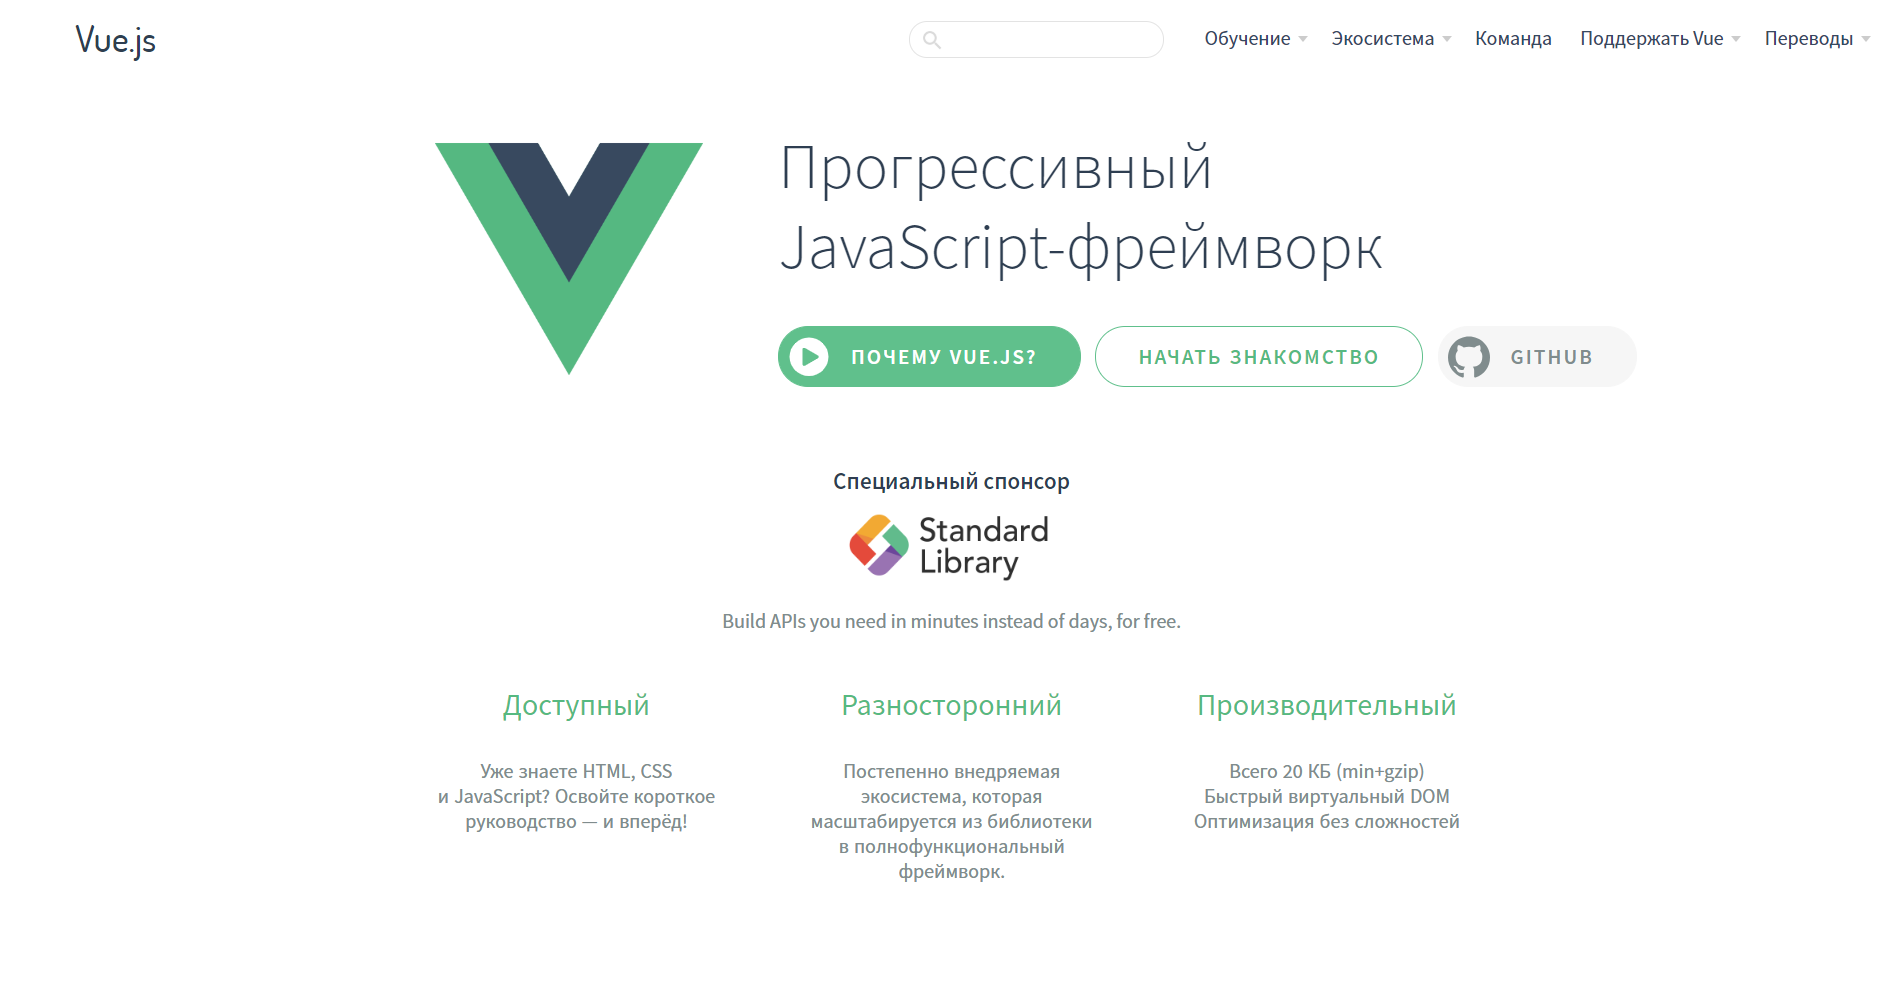 Vue.js
Обучение
Экосистема
Команда
Поддержать Vue
Переводы
Прогрессивный
JavaScript-фреймворк
ПОЧЕМУ VUE.JS?
НАЧАТЬ ЗНАКОМСТВО
GITHUB
Специальный спонсор
Standard
Library
Build APIs you need in minutes instead of days, for free.
Доступный
Уже знаете HTML, CSS
и JavaScript? Освойте короткое
руководство — и вперёд!
Разносторонний
Постепенно внедряемая
экосистема, которая
масштабируется из библиотеки
в полнофункциональный
фреймворк.
Производительный
Всего 20 КБ (min+gzip)
Быстрый виртуальный DOM
Оптимизация без сложностей